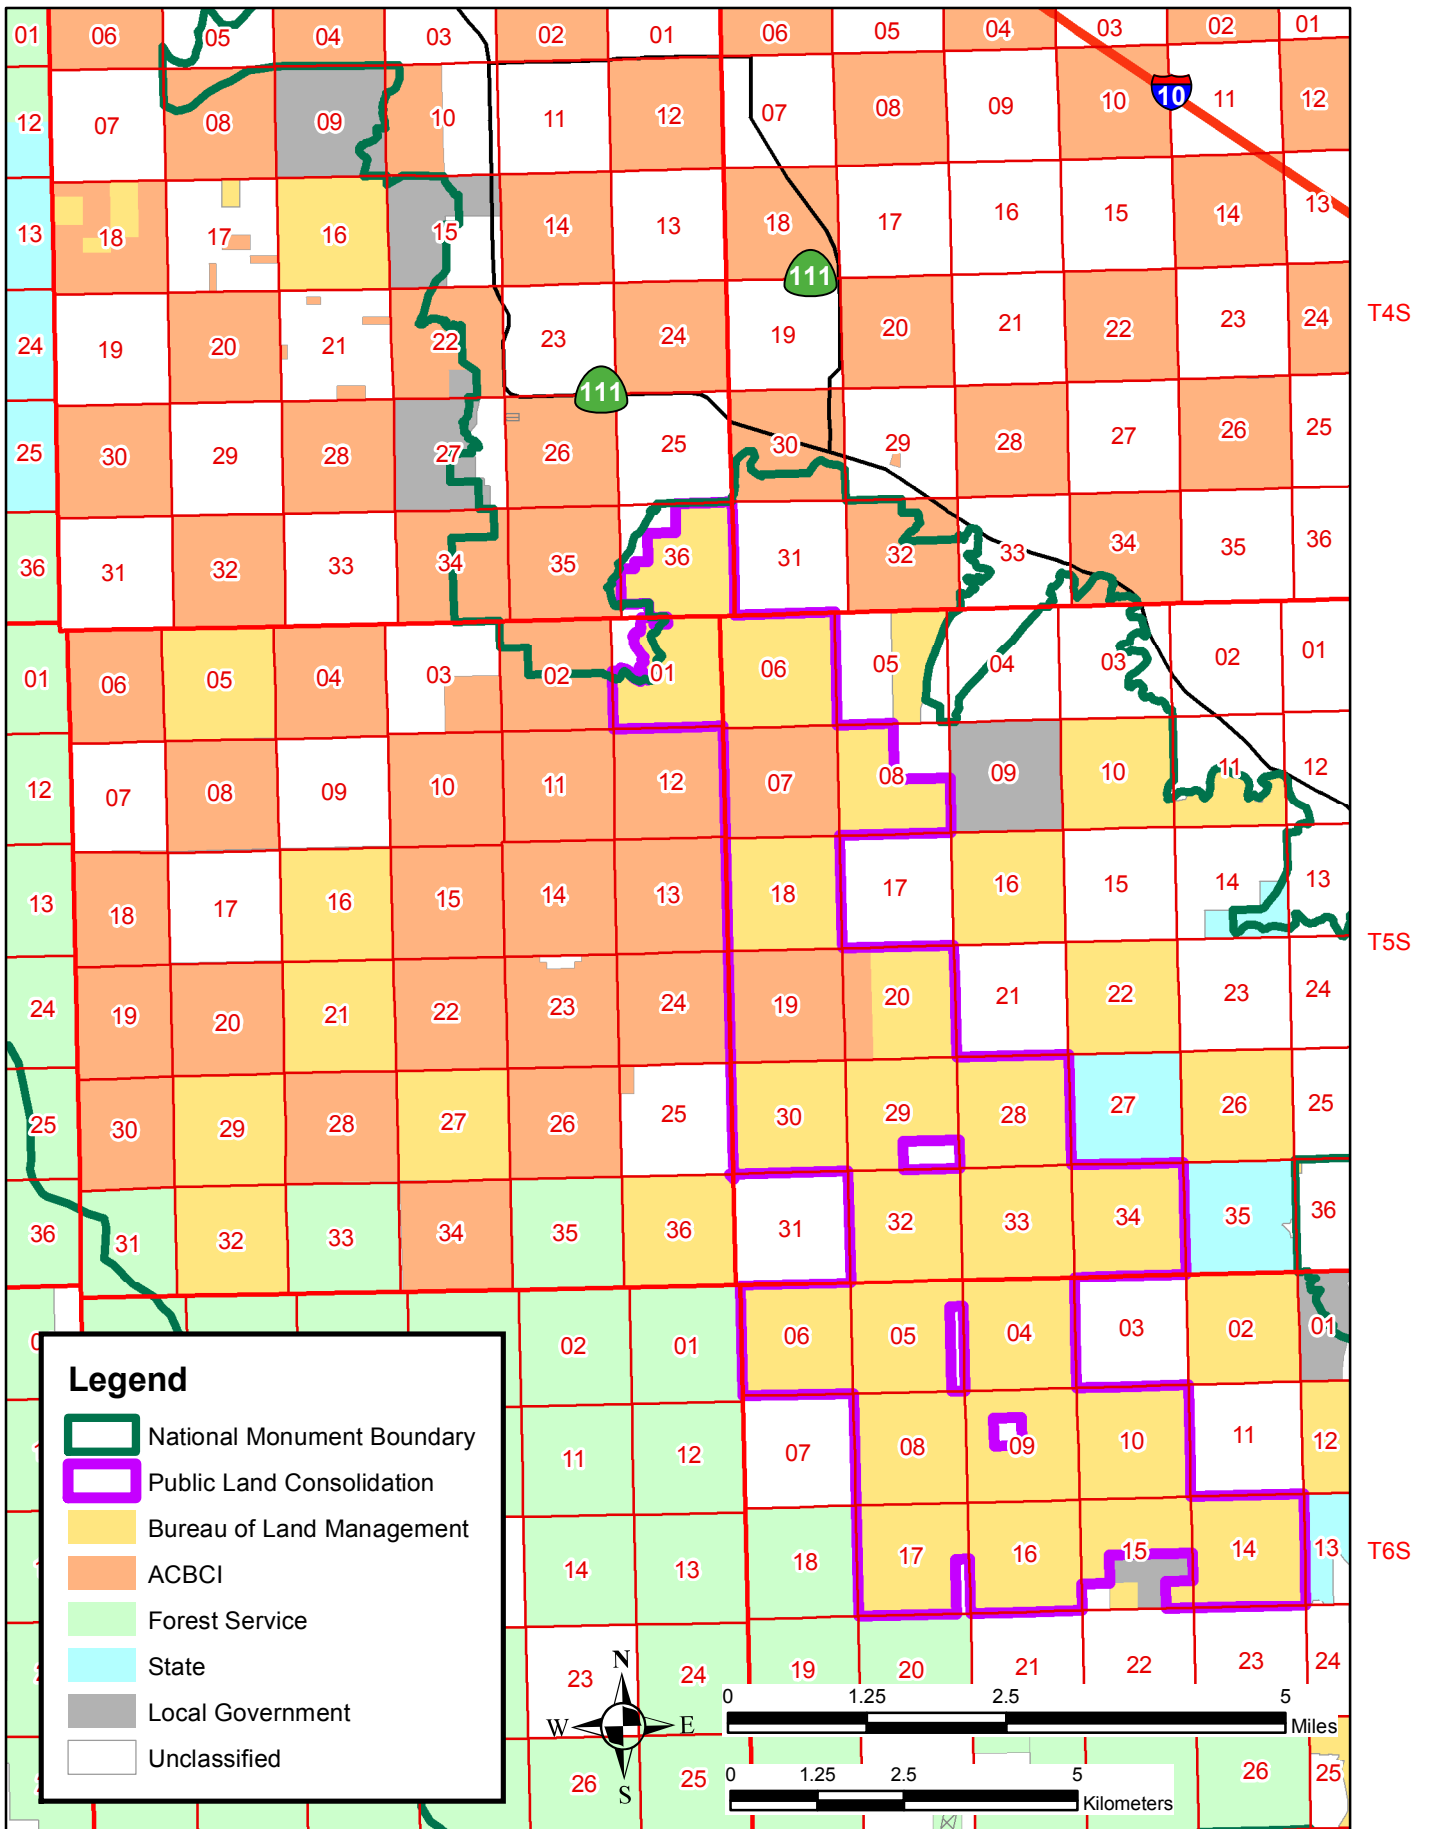 01 06 05 04 03 02 01 06 05 04 03 02 01
12 07 08 09 10 11 12 07 08 09 10 10 11 12
13 18 17 16 15 14 13 18 17 16 15 14 13
111
24 19 20 21 22 23 24 19 20 21 22 23 24 T4S
111
25 30 29 28 27 26 25 30 29 28 27 26 25
36 31 32 33 34 35 36 31 32 33 34 35 36
01 06 05 04 03 02 01 06 05 04 03 02 01
12 07 08 09 10 11 12 07 08 09 10 11 12
13 18 17 16 15 14 13 18 17 16 15 14 13
T5S
24 19 20 21 22 23 24 19 20 21 22 23 24
25 30 29 28 27 26 25 30 29 28 27 26 25
36 31 32 33 34 35 36 31 32 33 34 35 36
02 01 06 05 04 03 02 01
11 12 07 08 09 10 11 12
14 13 18 17 16 15 14 13 T6S
23 24 19 20 21 22 23 24
26 25 26 25
Legend
National Monument Boundary
Public Land Consolidation
Bureau of Land Management
ACBCI
Forest Service
State
Local Government
Unclassified
N
W E
S
0 1.25 2.5 5
Miles
0 1.25 2.5 5
Kilometers